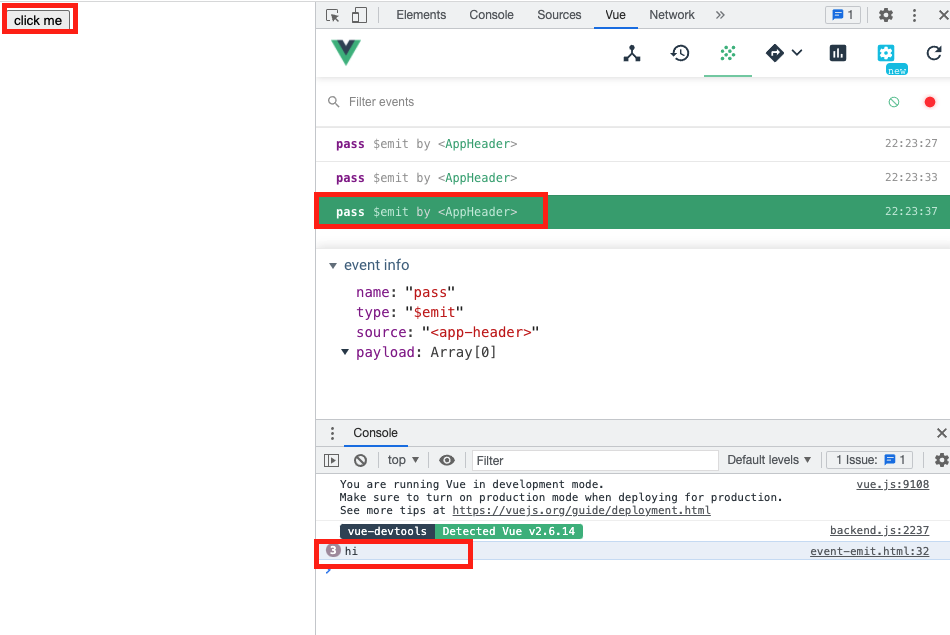 click me
Elements Console Sources Vue Network » 1
new
Filter events
pass $emit by <AppHeader> 22:23:27
pass $emit by <AppHeader> 22:23:33
pass $emit by <AppHeader> 22:23:37
event info
name: "pass"
type: "$emit"
source: "<app-header>"
payload: Array[0]
Console
top Filter Default levels 1 Issue: 1
You are running Vue in development mode. vue.js:9108
Make sure to turn on production mode when deploying for production.
See more tips at https://vuejs.org/guide/deployment.html
vue-devtools Detected Vue v2.6.14 backend.js:2237
3 hi event-emit.html:32